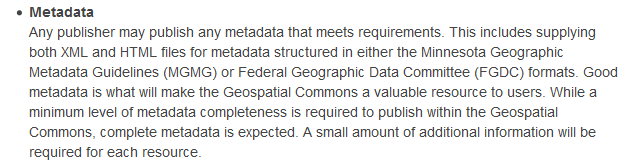 • Metadata
Any publisher may publish any metadata that meets requirements. This includes supplying
both XML and HTML files for metadata structured in either the Minnesota Geographic
Metadata Guidelines (MGMG) or Federal Geographic Data Committee (FGDC) formats. Good
metadata is what will make the Geospatial Commons a valuable resource to users. While a
minimum level of metadata completeness is required to publish within the Geospatial
Commons, complete metadata is expected. A small amount of additional information will be
required for each resource.